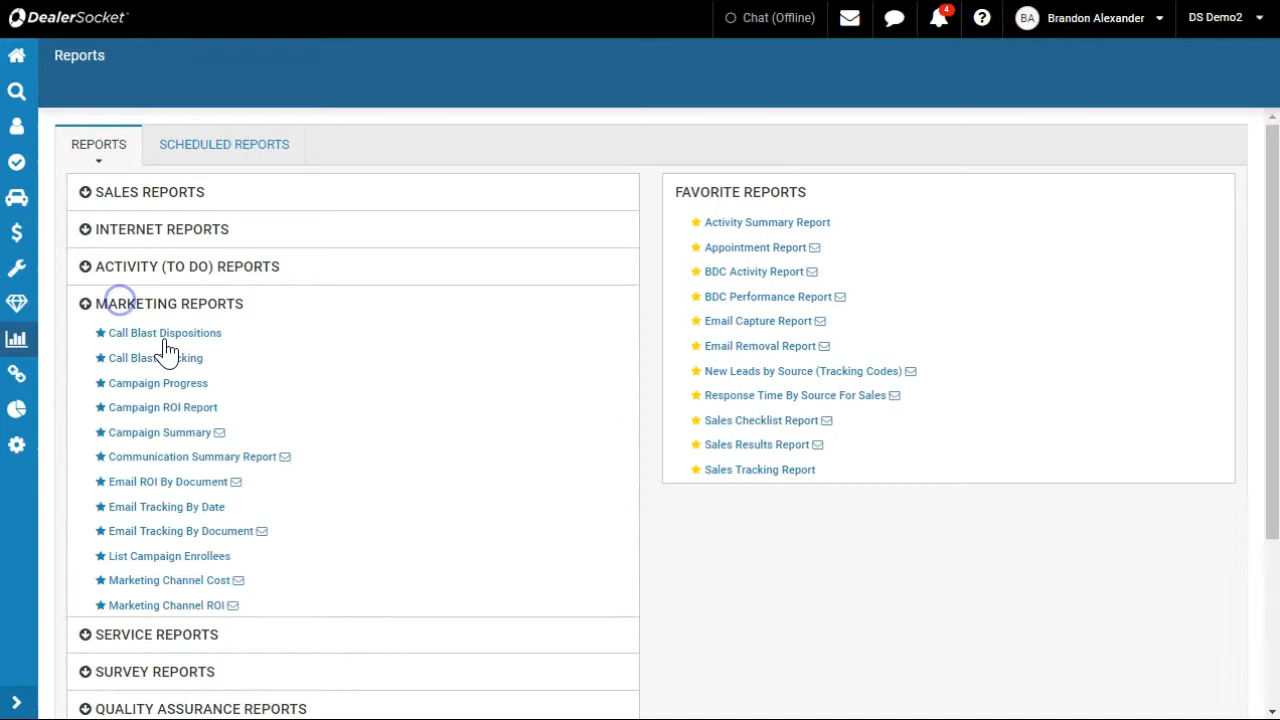 DealerSocket
Chat (Offline)
4
BA
Brandon Alexander
DS Demo2
Reports
REPORTS
SCHEDULED REPORTS
SALES REPORTS
INTERNET REPORTS
ACTIVITY (TO DO) REPORTS
MARKETING REPORTS
Call Blast Dispositions
Call Blast Tracking
Campaign Progress
Campaign ROI Report
Campaign Summary
Communication Summary Report
Email ROI By Document
Email Tracking By Date
Email Tracking By Document
List Campaign Enrollees
Marketing Channel Cost
Marketing Channel ROI
SERVICE REPORTS
SURVEY REPORTS
QUALITY ASSURANCE REPORTS
FAVORITE REPORTS
Activity Summary Report
Appointment Report
BDC Activity Report
BDC Performance Report
Email Capture Report
Email Removal Report
New Leads by Source (Tracking Codes)
Response Time By Source For Sales
Sales Checklist Report
Sales Results Report
Sales Tracking Report